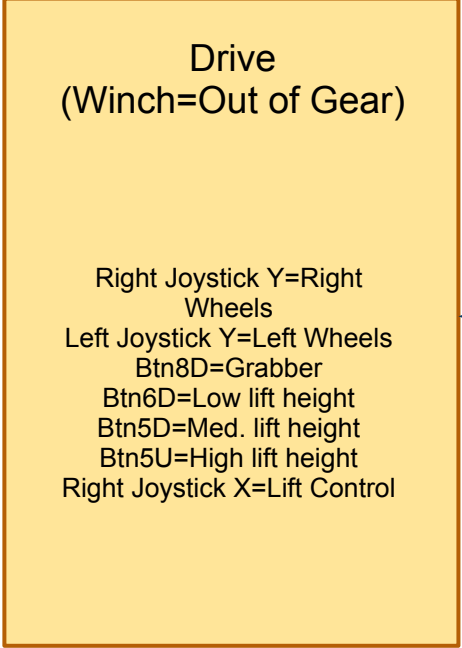 Drive
(Winch=Out of Gear)
Right Joystick Y=Right
Wheels
Left Joystick Y=Left Wheels
Btn8D=Grabber
Btn6D=Low lift height
Btn5D=Med. lift height
Btn5U=High lift height
Right Joystick X=Lift Control